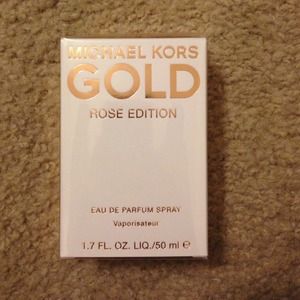 MICHAEL KORS
GOLD
ROSE EDITION
EAU DE PARFUM SPRAY
Vaporisateur
1.7 FL. OZ. LIQ./50 ml ℮